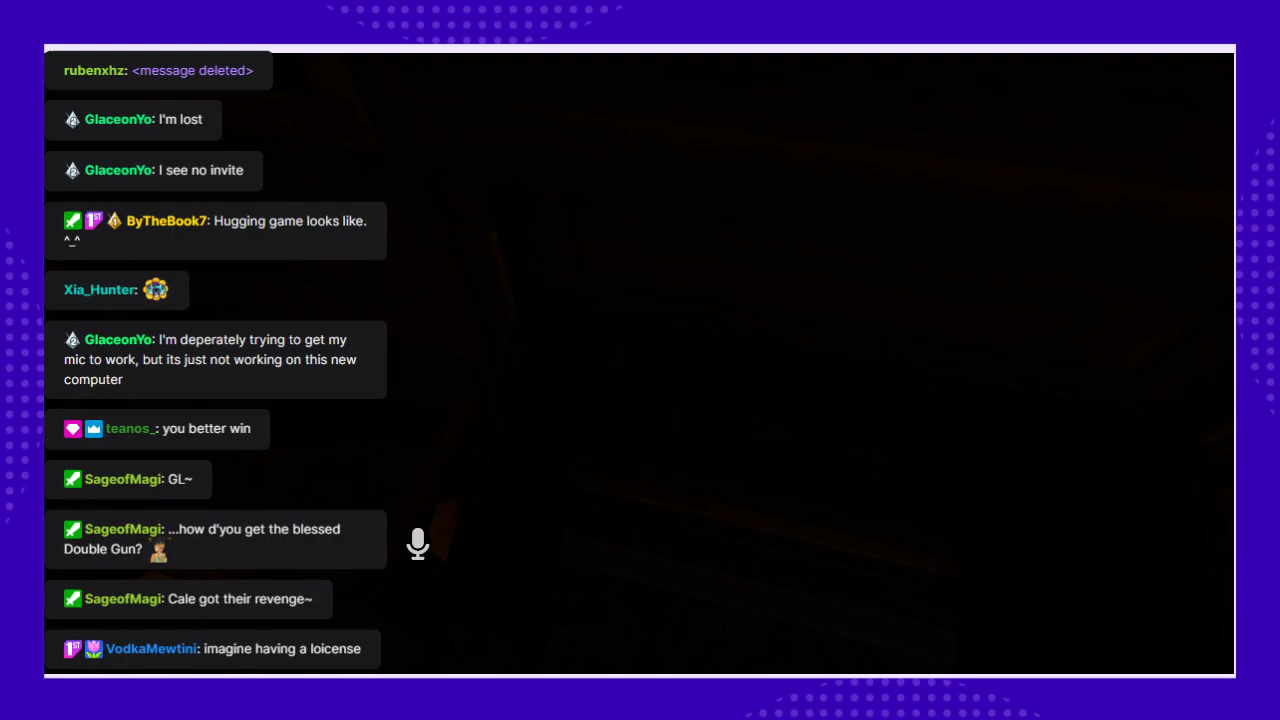 rubenxhz: <message deleted>
GlaceonYo: I'm lost
GlaceonYo: I see no invite
ByTheBook7: Hugging game looks like.
^_^
Xia_Hunter:
GlaceonYo: I'm deperately trying to get my
mic to work, but its just not working on this new
computer
teanos_: you better win
SageofMagi: GL~
SageofMagi: ...how d'you get the blessed
Double Gun?
SageofMagi: Cale got their revenge~
1ST VodkaMewtini: imagine having a loicense